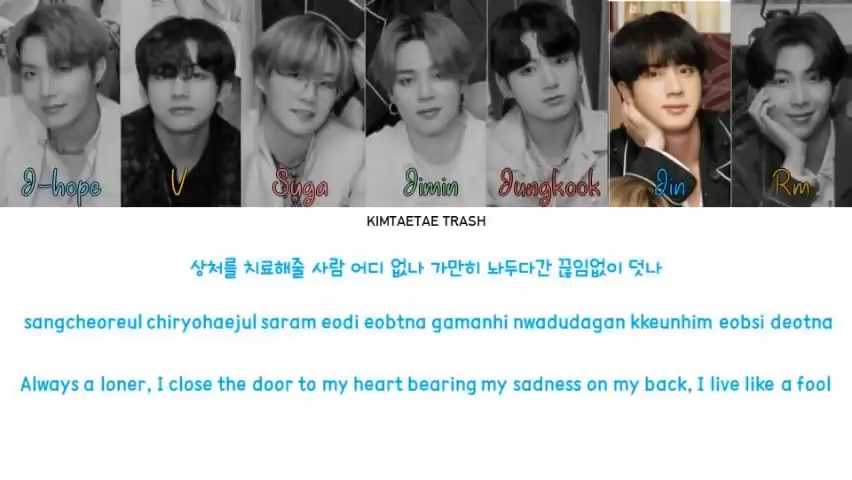 J-hope V Suga Jimin Jungkook Jin Rm
KIMTAETAE TRASH
상처를 치료해줄 사람 어디 없나 가만히 놔두다간 끊임없이 덧나
sangcheoreul chiryohaejul saram eodi eobtna gamanhi nwadudagan kkeunhim eobsi deotna
Always a loner, I close the door to my heart bearing my sadness on my back, I live like a fool